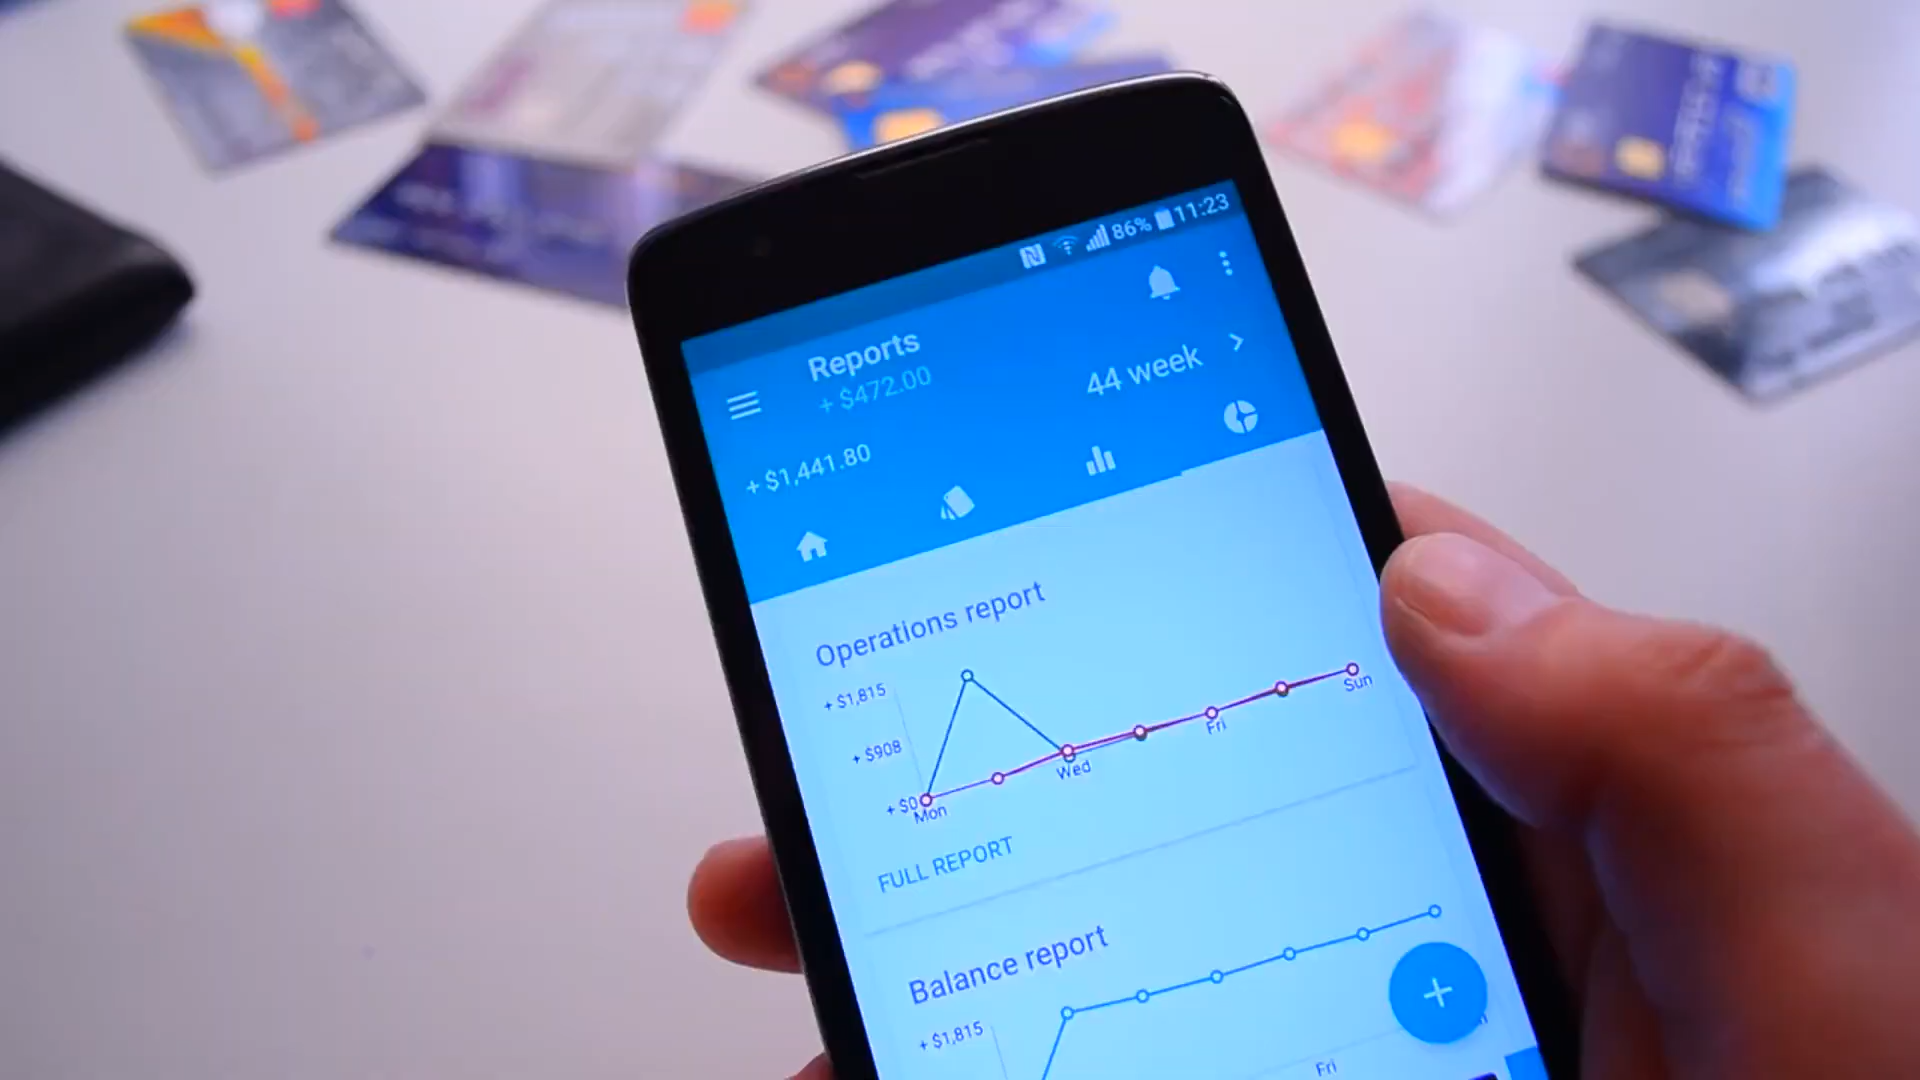 86% 11:23
Reports
+ $472.00
44 week
+ $1,441.80
Operations report
+ $1,815
+ $908
+ $0
Mon
Wed
Fri
Sun
FULL REPORT
Balance report
+ $1,815
Fri